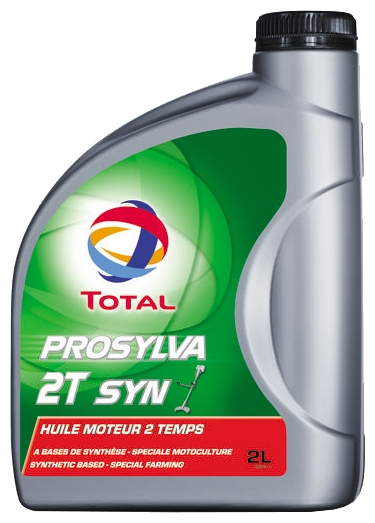 TOTAL
PROSYLVA
2T SYN
HUILE MOTEUR 2 TEMPS
A BASES DE SYNTHÈSE - SPECIALE MOTOCULTURE
SYNTHETIC BASED - SPECIAL FARMING
2L